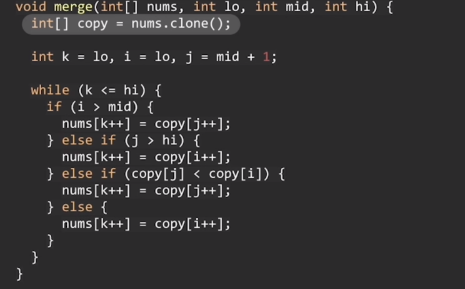 void merge(int[] nums, int lo, int mid, int hi) {
  int[] copy = nums.clone();

  int k = lo, i = lo, j = mid + 1;

  while (k <= hi) {
    if (i > mid) {
      nums[k++] = copy[j++];
    } else if (j > hi) {
      nums[k++] = copy[i++];
    } else if (copy[j] < copy[i]) {
      nums[k++] = copy[j++];
    } else {
      nums[k++] = copy[i++];
    }
  }
}